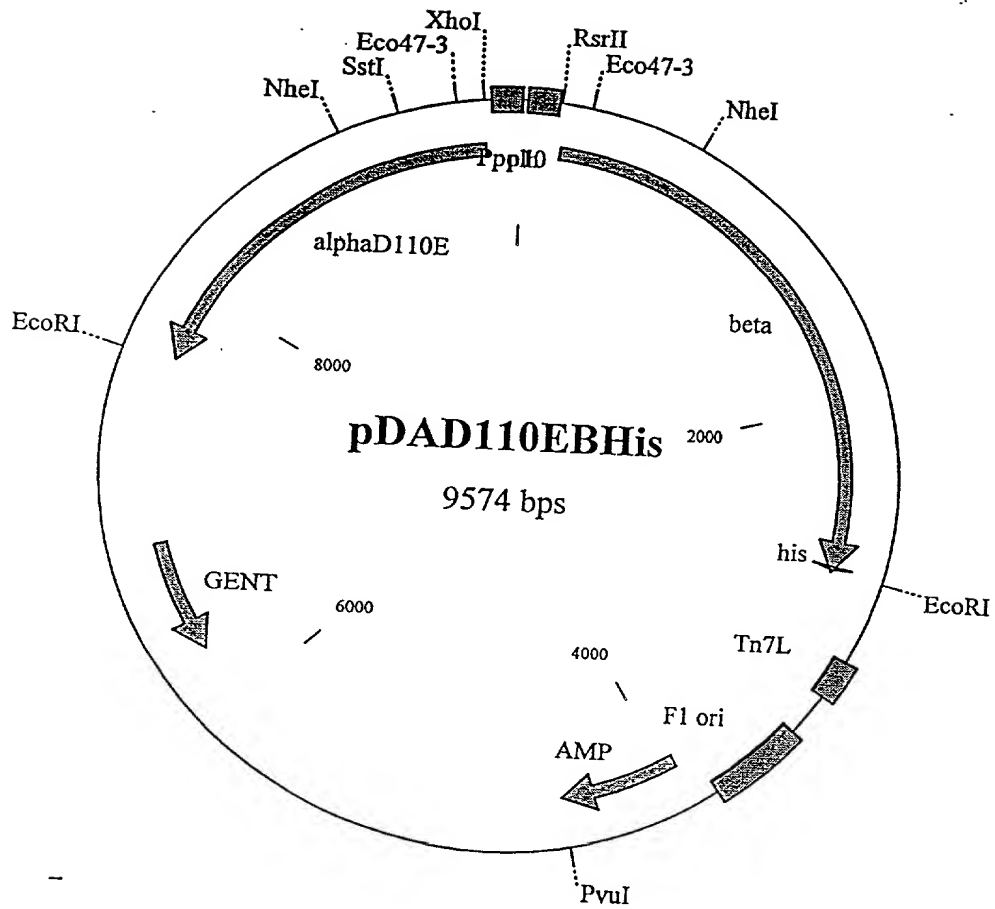 XhoI
Eco47-3
SstI
NheI
RsrII
Eco47-3
NheI
alphaD110E
beta
EcoRI
8000
pDAD110EBHis
2000
9574 bps
his
EcoRI
GENT
6000
4000
Tn7L
F1 ori
AMP
PvuI